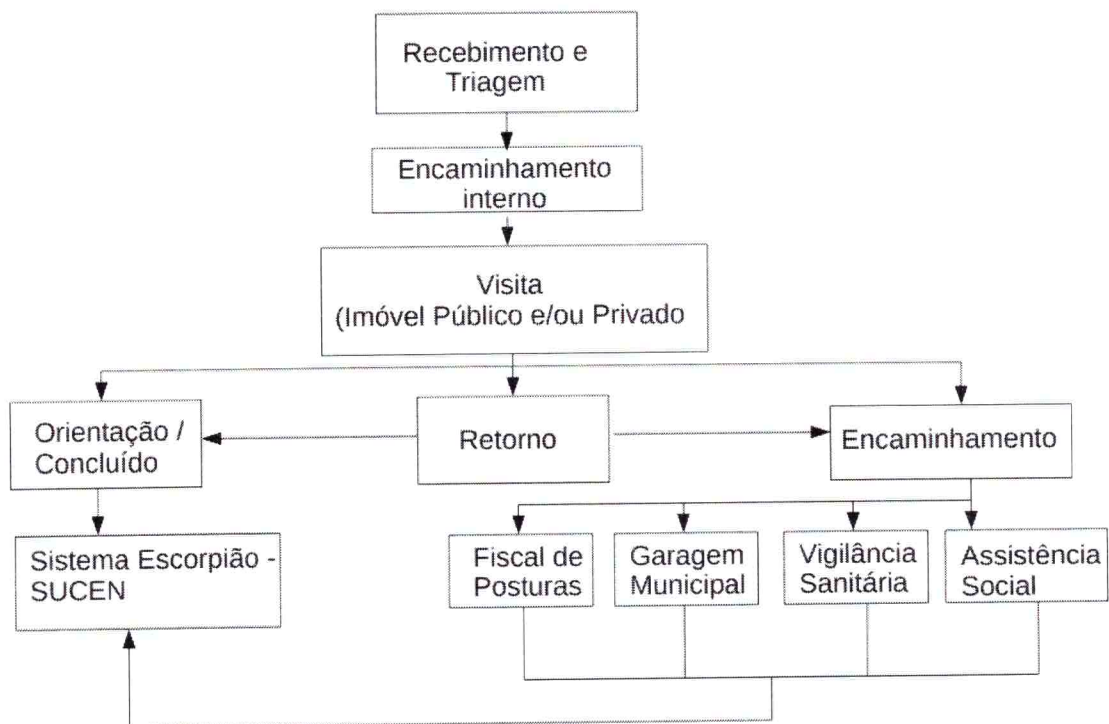 Recebimento e
Triagem
Encaminhamento
interno
Visita
(Imóvel Público e/ou Privado
Orientação /
Concluído
Retorno
Encaminhamento
Sistema Escorpião -
SUCEN
Fiscal de
Posturas
Garagem
Municipal
Vigilância
Sanitária
Assistência
Social